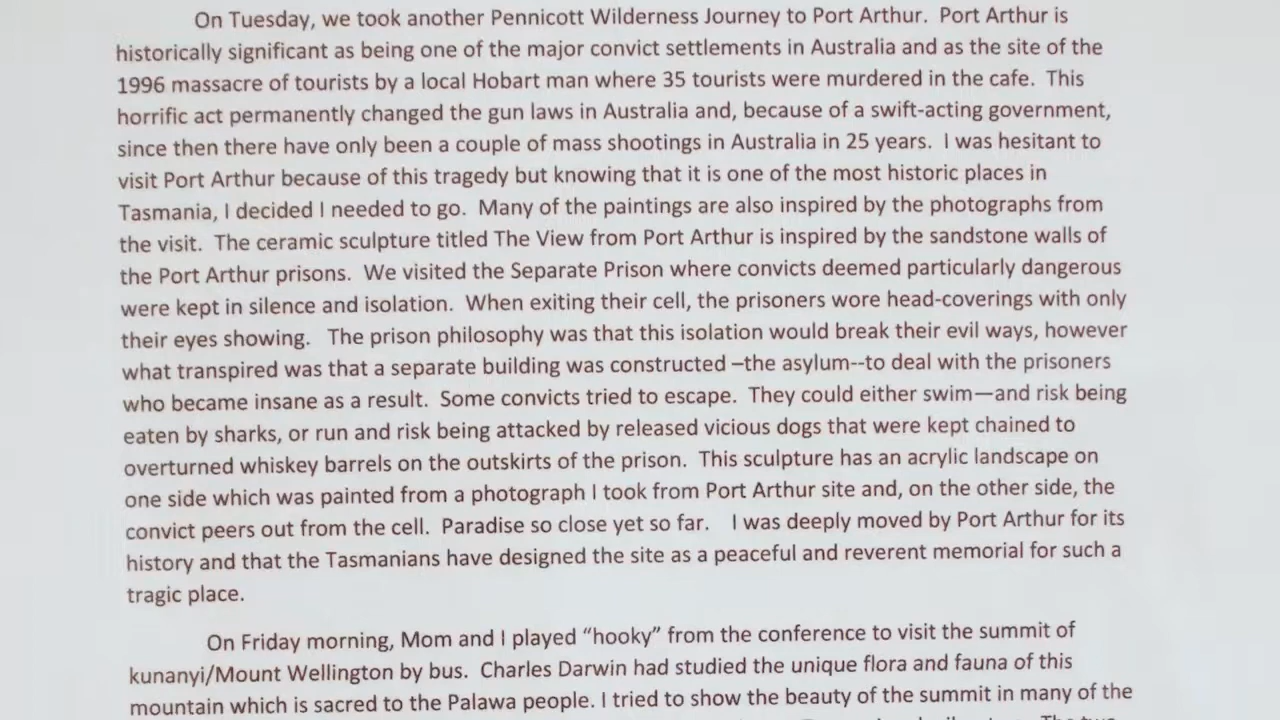 On Tuesday, we took another Pennicott Wilderness Journey to Port Arthur.  Port Arthur is
historically significant as being one of the major convict settlements in Australia and as the site of the
1996 massacre of tourists by a local Hobart man where 35 tourists were murdered in the cafe.  This
horrific act permanently changed the gun laws in Australia and, because of a swift-acting government,
since then there have only been a couple of mass shootings in Australia in 25 years.  I was hesitant to
visit Port Arthur because of this tragedy but knowing that it is one of the most historic places in
Tasmania, I decided I needed to go.  Many of the paintings are also inspired by the photographs from
the visit.  The ceramic sculpture titled The View from Port Arthur is inspired by the sandstone walls of
the Port Arthur prisons.  We visited the Separate Prison where convicts deemed particularly dangerous
were kept in silence and isolation.  When exiting their cell, the prisoners wore head-coverings with only
their eyes showing.   The prison philosophy was that this isolation would break their evil ways, however
what transpired was that a separate building was constructed –the asylum--to deal with the prisoners
who became insane as a result.  Some convicts tried to escape.  They could either swim—and risk being
eaten by sharks, or run and risk being attacked by released vicious dogs that were kept chained to
overturned whiskey barrels on the outskirts of the prison.  This sculpture has an acrylic landscape on
one side which was painted from a photograph I took from Port Arthur site and, on the other side, the
convict peers out from the cell.  Paradise so close yet so far.    I was deeply moved by Port Arthur for its
history and that the Tasmanians have designed the site as a peaceful and reverent memorial for such a
tragic place.
On Friday morning, Mom and I played “hooky” from the conference to visit the summit of
kunanyi/Mount Wellington by bus.  Charles Darwin had studied the unique flora and fauna of this
mountain which is sacred to the Palawa people. I tried to show the beauty of the summit in many of the
The two